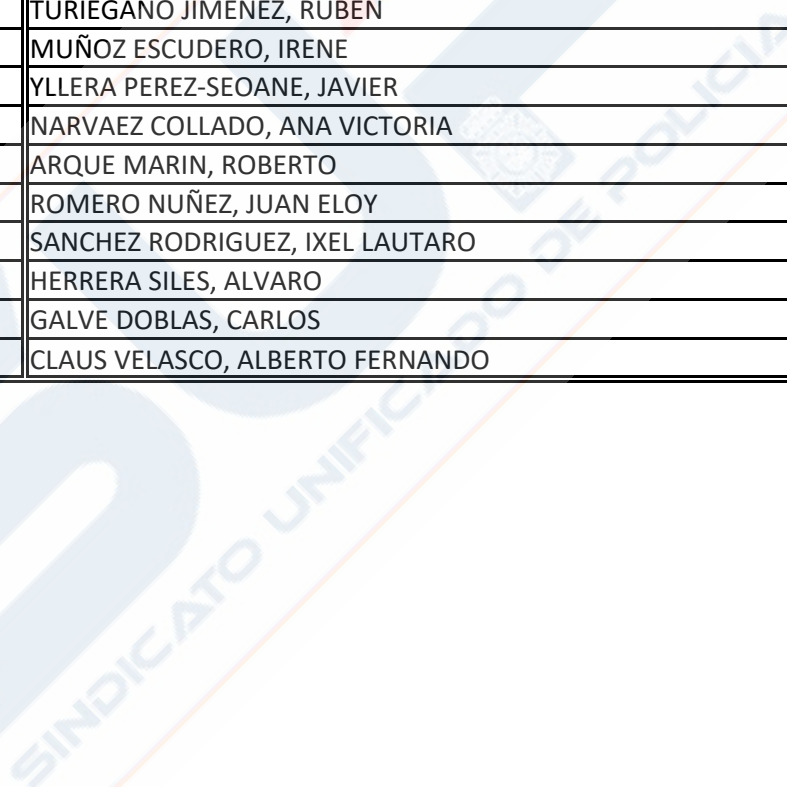 TURIEGANO JIMENEZ, RUBEN
MUÑOZ ESCUDERO, IRENE
YLLERA PEREZ-SEOANE, JAVIER
NARVAEZ COLLADO, ANA VICTORIA
ARQUE MARIN, ROBERTO
ROMERO NUÑEZ, JUAN ELOY
SANCHEZ RODRIGUEZ, IXEL LAUTARO
HERRERA SILES, ALVARO
GALVE DOBLAS, CARLOS
CLAUS VELASCO, ALBERTO FERNANDO
SINDICATO UNIFICADO DE POLICIA